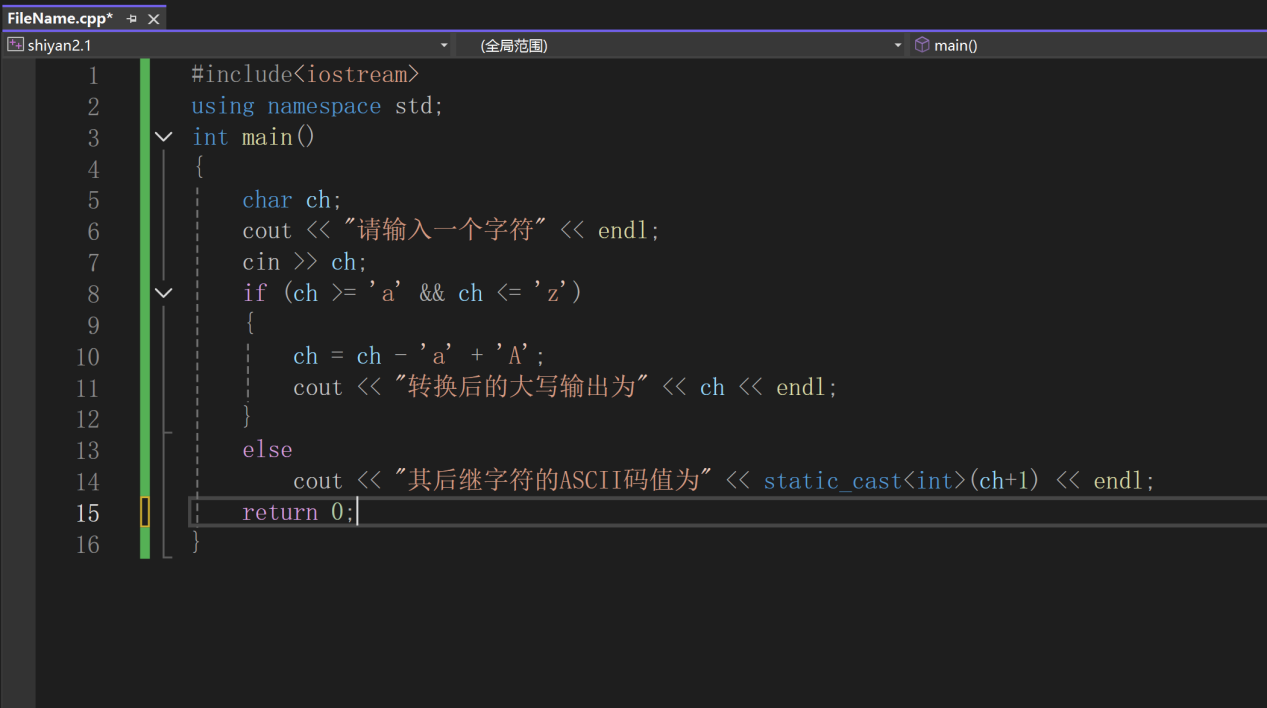 FileName.cpp*
shiyan2.1 (全局范围) main()
1 #include<iostream>
2 using namespace std;
3 int main()
4 {
5 char ch;
6 cout << "请输入一个字符" << endl;
7 cin >> ch;
8 if (ch >= 'a' && ch <= 'z')
9 {
10 ch = ch - 'a' + 'A';
11 cout << "转换后的大写输出为" << ch << endl;
12 }
13 else
14 cout << "其后继字符的ASCII码值为" << static_cast<int>(ch+1) << endl;
15 return 0;
16 }